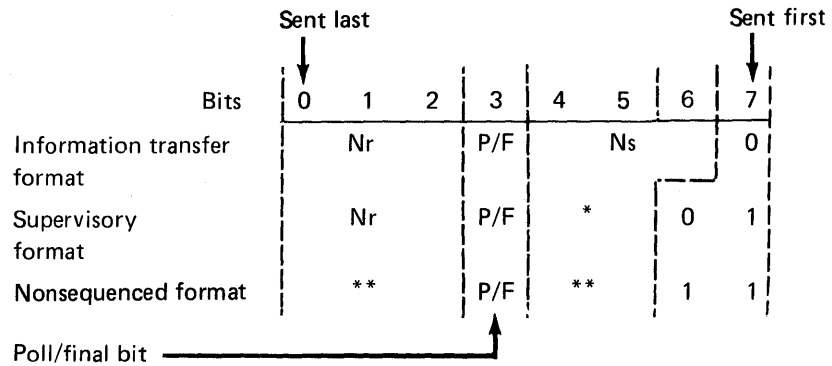 Sent last Sent first
Bits 0 1 2 3 4 5 6 7
Information transfer Nr P/F Ns 0
format
Supervisory Nr P/F * 0 1
format
Nonsequenced format ** P/F ** 1 1
Poll/final bit